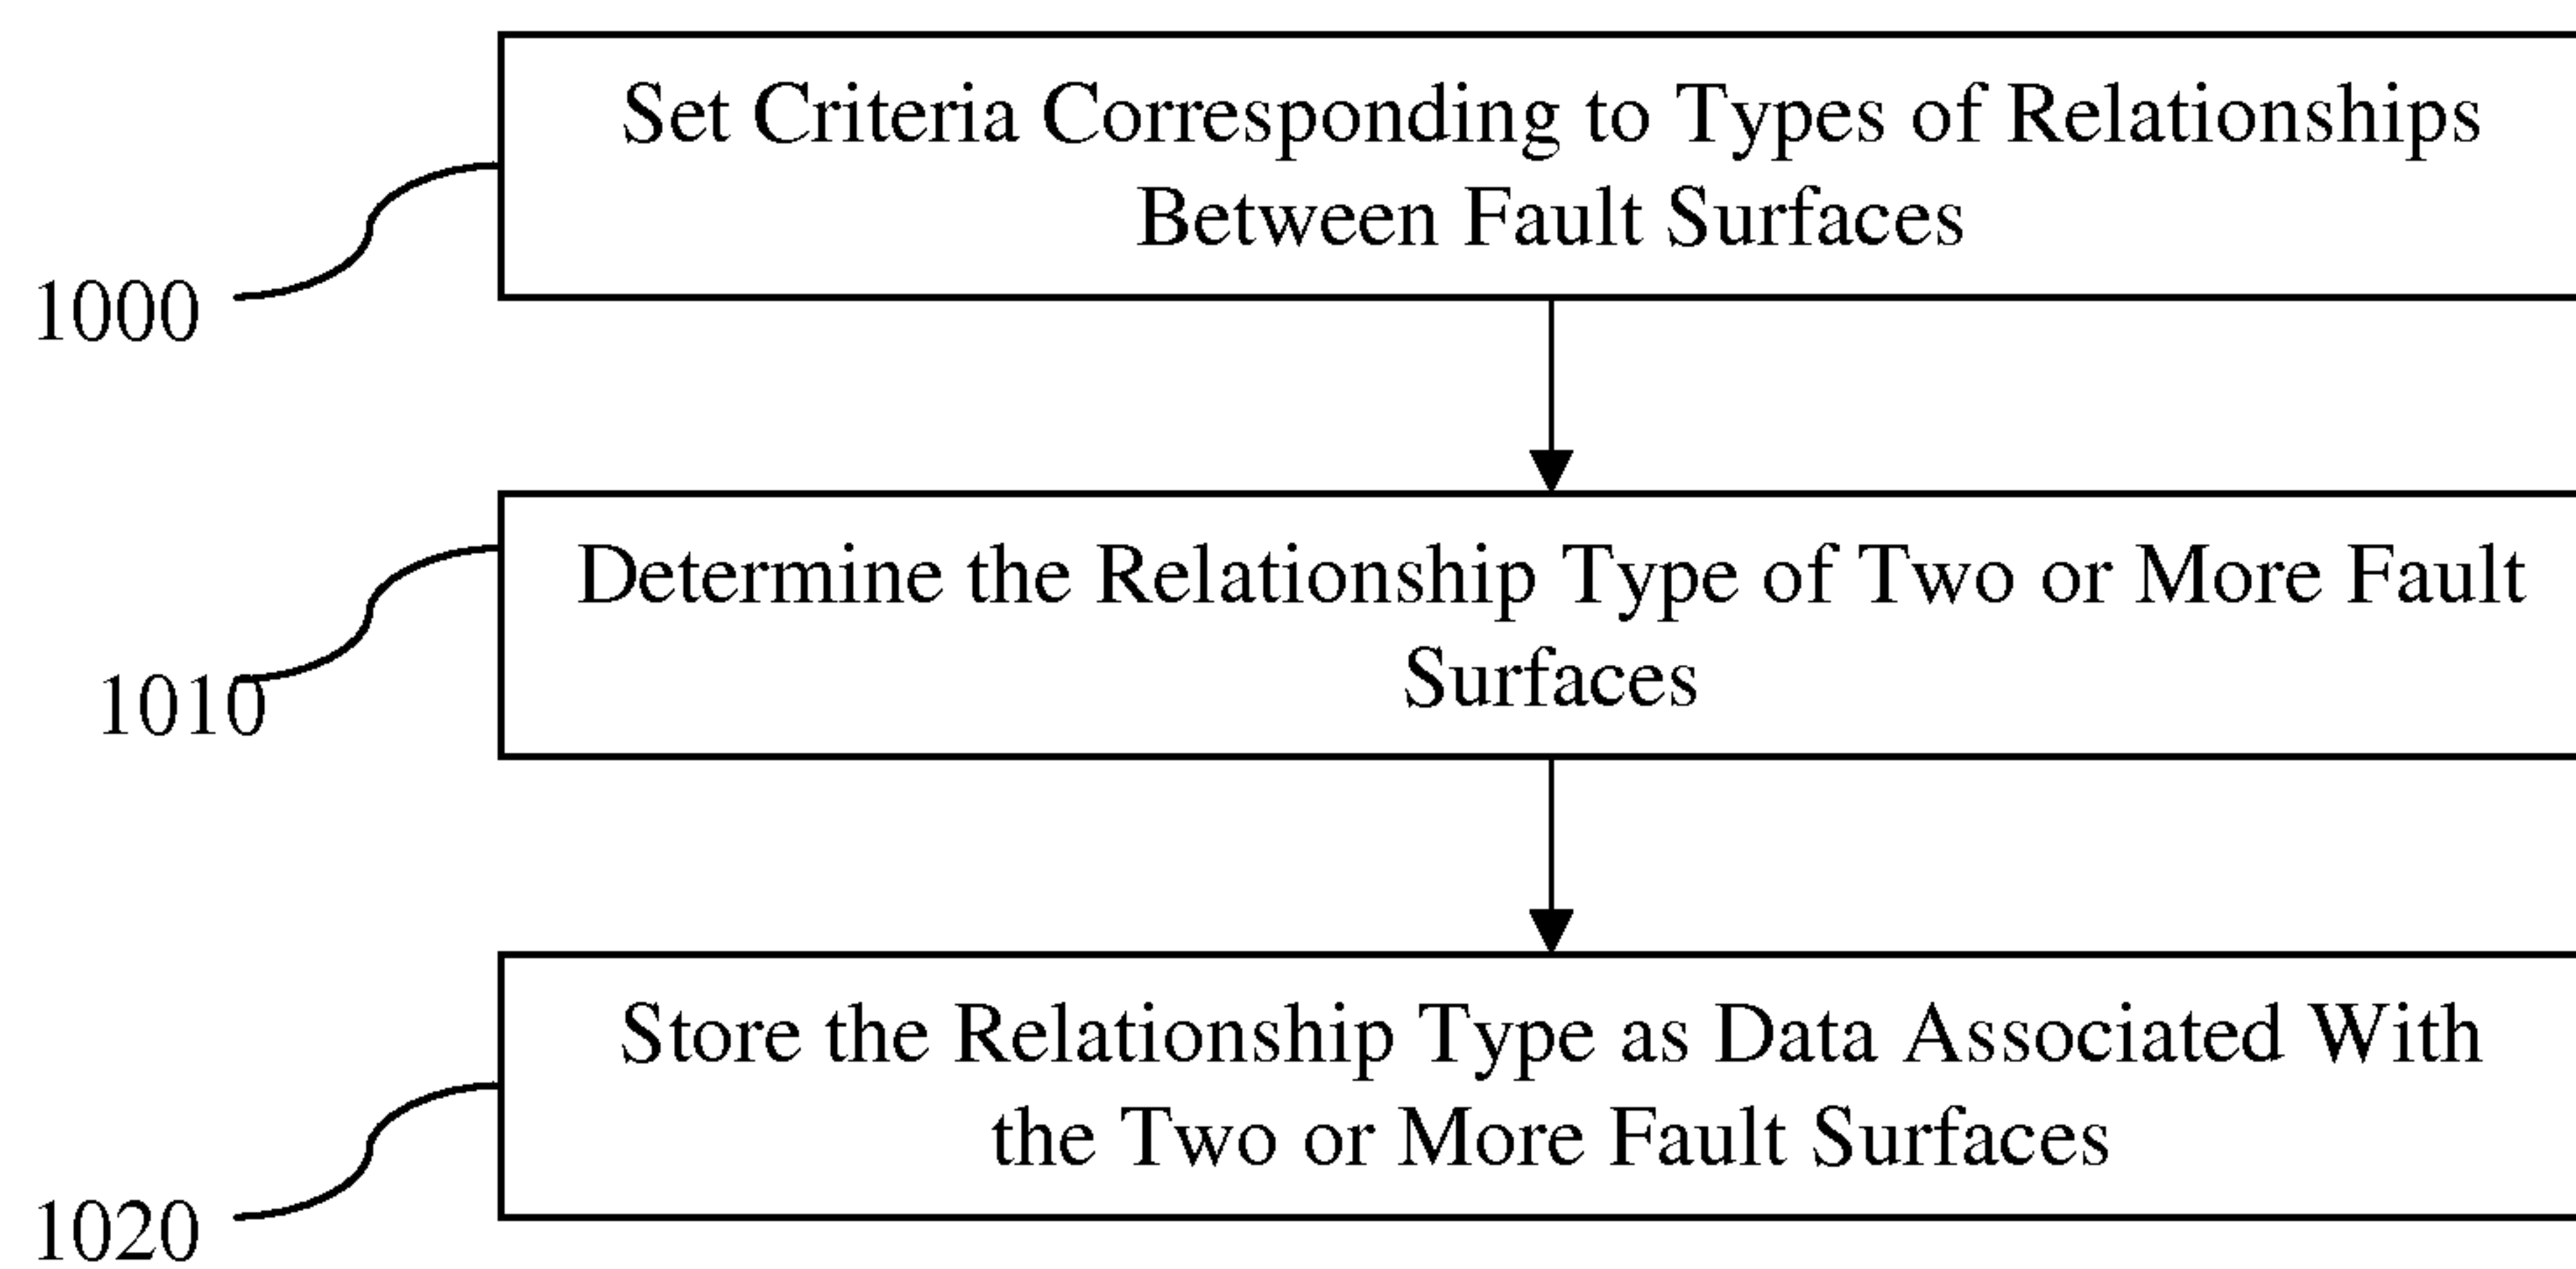 Set Criteria Corresponding to Types of Relationships
Between Fault Surfaces
1000
Determine the Relationship Type of Two or More Fault
Surfaces
1010
Store the Relationship Type as Data Associated With
the Two or More Fault Surfaces
1020